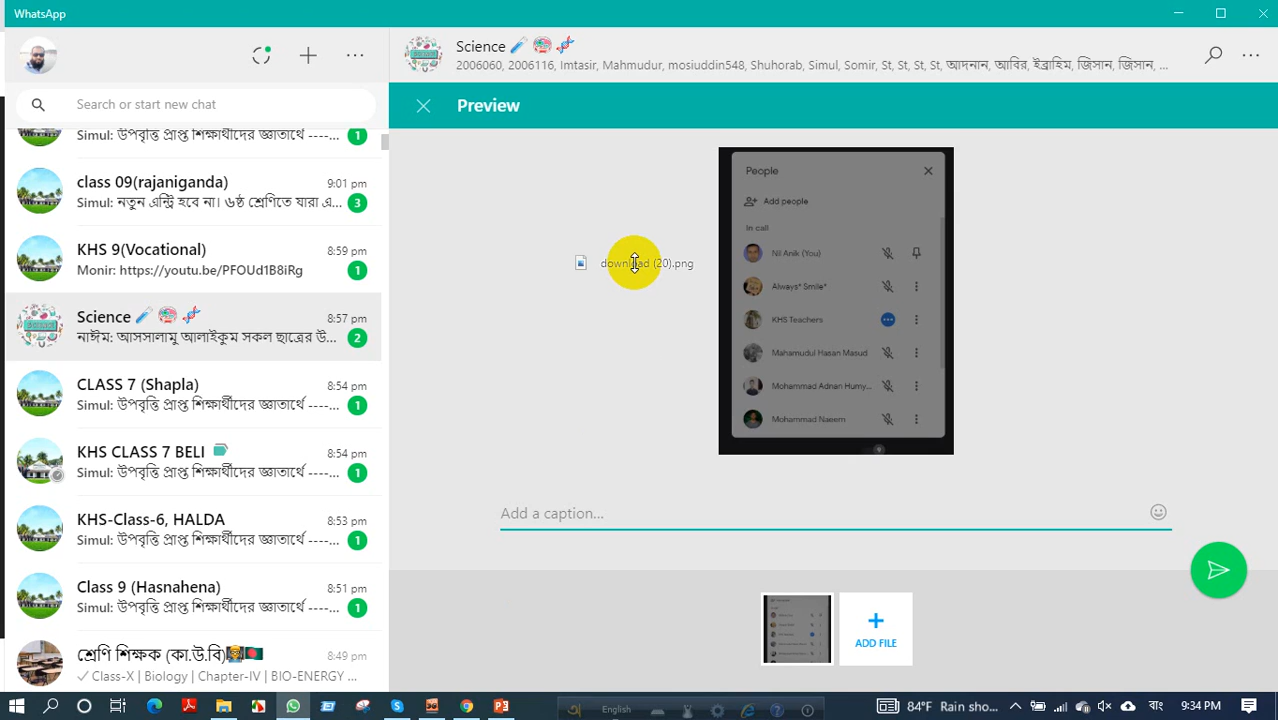 WhatsApp
Search or start new chat
Simul: উপবৃত্তি প্রাপ্ত শিক্ষার্থীদের জ্ঞাতার্থে ----... 1
class 09(rajaniganda) 9:01 pm
Simul: নতুন এন্ট্রি হবে না। ৬ষ্ঠ শ্রেণিতে যারা এ... 3
KHS 9(Vocational) 8:59 pm
Monir: https://youtu.be/PFOUd1B8iRg 1
Science 8:57 pm
নাঈম: আসসালামু আলাইকুম সকল ছাত্রের উ... 2
CLASS 7 (Shapla) 8:54 pm
Simul: উপবৃত্তি প্রাপ্ত শিক্ষার্থীদের জ্ঞাতার্থে ----... 1
KHS CLASS 7 BELI 8:54 pm
Simul: উপবৃত্তি প্রাপ্ত শিক্ষার্থীদের জ্ঞাতার্থে ----... 1
KHS-Class-6, HALDA 8:53 pm
Simul: উপবৃত্তি প্রাপ্ত শিক্ষার্থীদের জ্ঞাতার্থে ----... 1
Class 9 (Hasnahena) 8:51 pm
Simul: উপবৃত্তি প্রাপ্ত শিক্ষার্থীদের জ্ঞাতার্থে ----... 1
শ্রেণি শিক্ষক (কা.উ.বি) 8:49 pm
Class-X | Biology | Chapter-IV | BIO-ENERGY ...
Science
2006060, 2006116, Imtasir, Mahmudur, mosiuddin548, Shuhorab, Simul, Somir, St, St, St, St, আদনান, আবির, ইব্রাহিম, জিসান, জিসান, ...
Preview
People
Add people
In call
Nil Anik (You)
Always* Smile*
KHS Teachers
Mahamudul Hasan Masud
Mohammad Adnan Humy...
Mohammad Naeem
download (20).png
Add a caption...
ADD FILE
English
84°F Rain sho...
বাং
9:34 PM